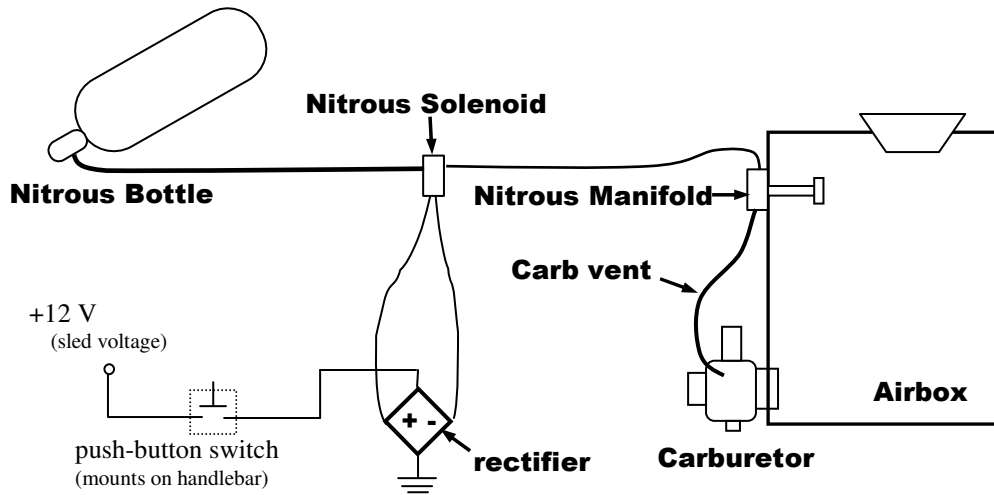 Nitrous Solenoid
Nitrous Bottle
Nitrous Manifold
Carb vent
+12 V
(sled voltage)
Airbox
+ -
push-button switch
(mounts on handlebar)
rectifier
Carburetor